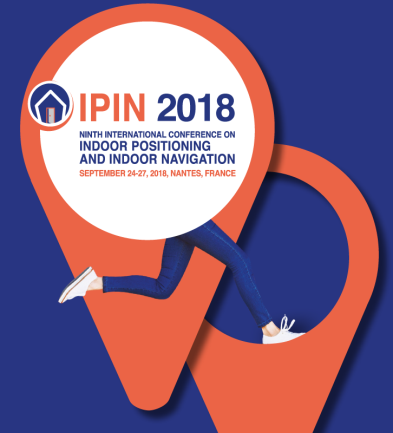 IPIN 2018
NINTH INTERNATIONAL CONFERENCE ON
INDOOR POSITIONING
AND INDOOR NAVIGATION
SEPTEMBER 24-27, 2018, NANTES, FRANCE